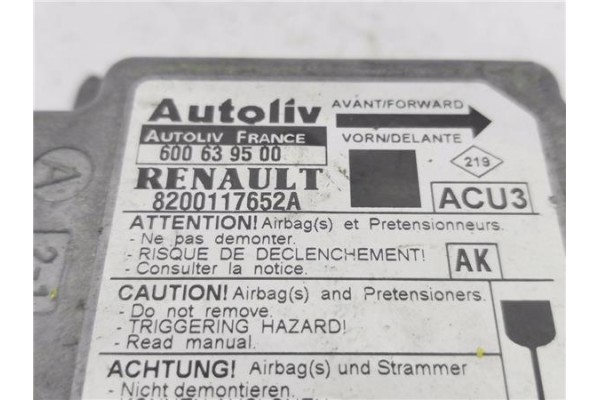 Autoliv
AVANT/FORWARD
AUTOLIV FRANCE
VORN/DELANTE
600 63 95 00
219
RENAULT
8200117652A
ACU3
ATTENTION! Airbag(s) et Pretensionneurs.
- Ne pas demonter.
- RISQUE DE DECLENCHEMENT!
- Consulter la notice.
AK
CAUTION! Airbag(s) and Pretensioners.
- Do not remove.
- TRIGGERING HAZARD!
- Read manual.
ACHTUNG! Airbag(s) und Strammer
- Nicht demontieren.
A